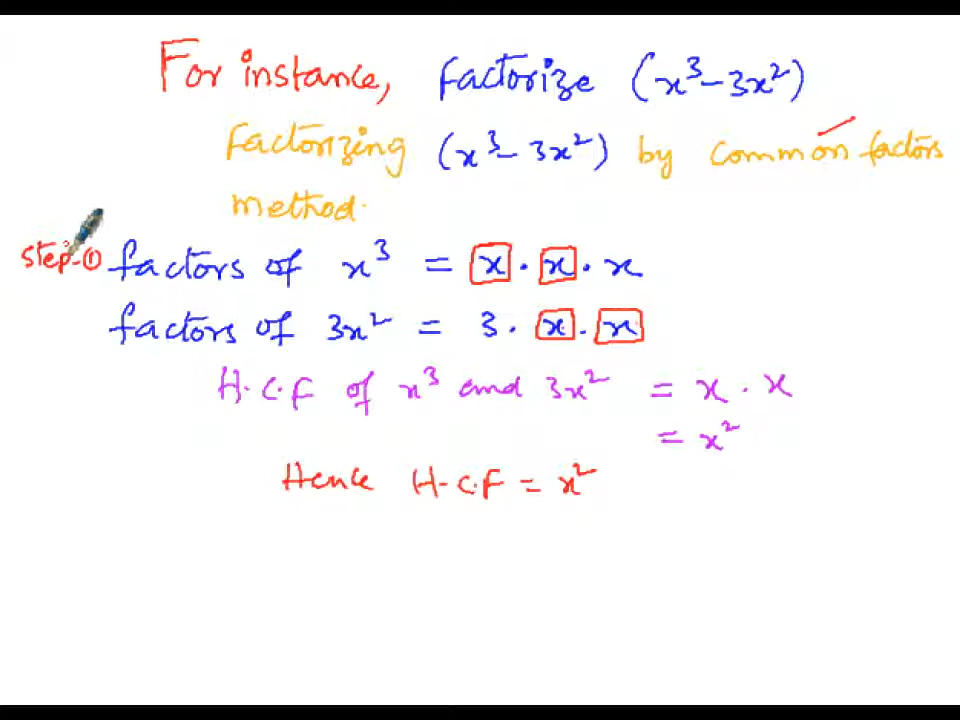 For instance, factorize (x³-3x²)
Factorizing (x³-3x²) by common factors
method.
Step-① factors of x³ = x · x · x
factors of 3x² = 3 · x · x
H.C.F of x³ and 3x² = x · x
= x²
Hence H.C.F = x²